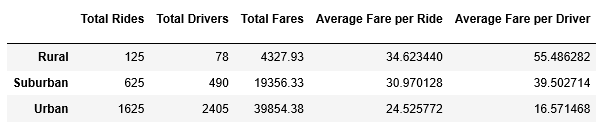 Total Rides Total Drivers Total Fares Average Fare per Ride Average Fare per Driver
Rural 125 78 4327.93 34.623440 55.486282
Suburban 625 490 19356.33 30.970128 39.502714
Urban 1625 2405 39854.38 24.525772 16.571468